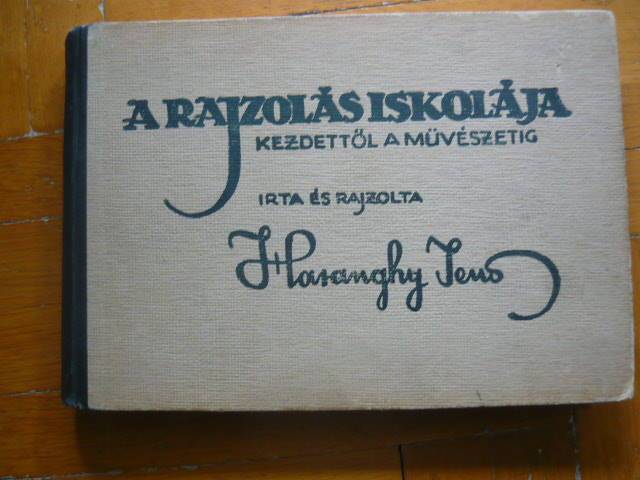 A RAJZOLÁS ISKOLÁJA
KEZDETTŐL A MŰVÉSZETIG
IRTA ÉS RAJZOLTA
Haranghy Jenő